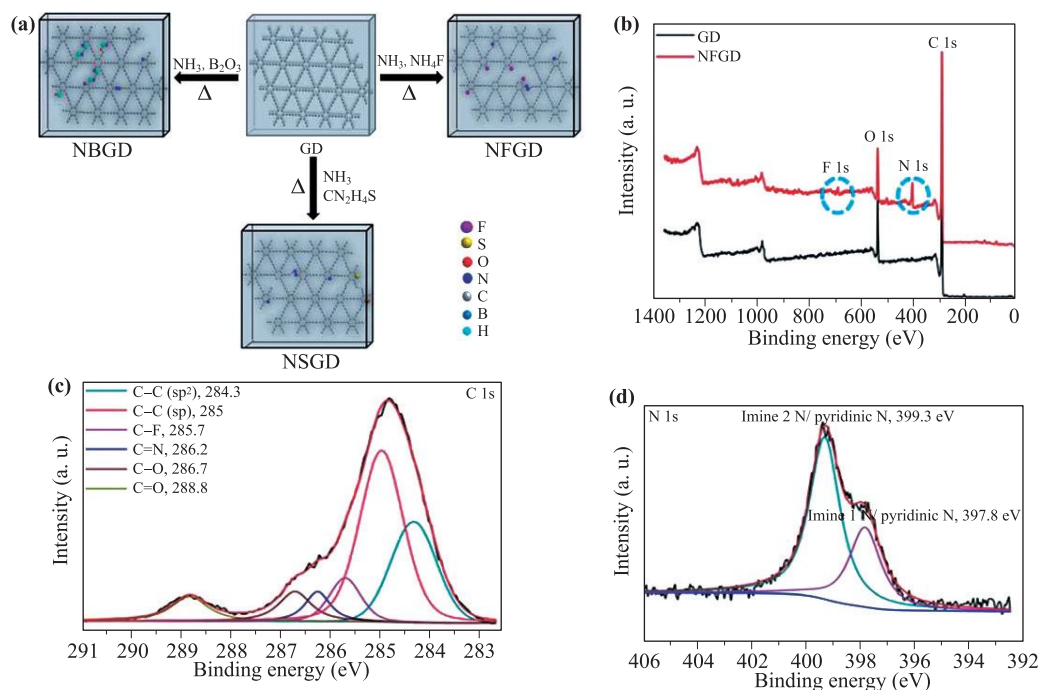 (a)
NH₃, B₂O₃
Δ
NBGD
GD
NH₃, NH₄F
Δ
NFGD
Δ
NH₃
CN₂H₄S
NSGD
F
S
O
N
C
B
H
(b)
GD
NFGD
C 1s
O 1s
F 1s
N 1s
Intensity (a. u.)
1400 1200 1000 800 600 400 200 0
Binding energy (eV)
(c)
C–C (sp²), 284.3
C–C (sp), 285
C–F, 285.7
C=N, 286.2
C–O, 286.7
C=O, 288.8
C 1s
Intensity (a. u.)
291 290 289 288 287 286 285 284 283
Binding energy (eV)
(d)
N 1s
Imine 2 N/ pyridinic N, 399.3 eV
Imine 1 N/ pyridinic N, 397.8 eV
Intensity (a. u.)
406 404 402 400 398 396 394 392
Binding energy (eV)